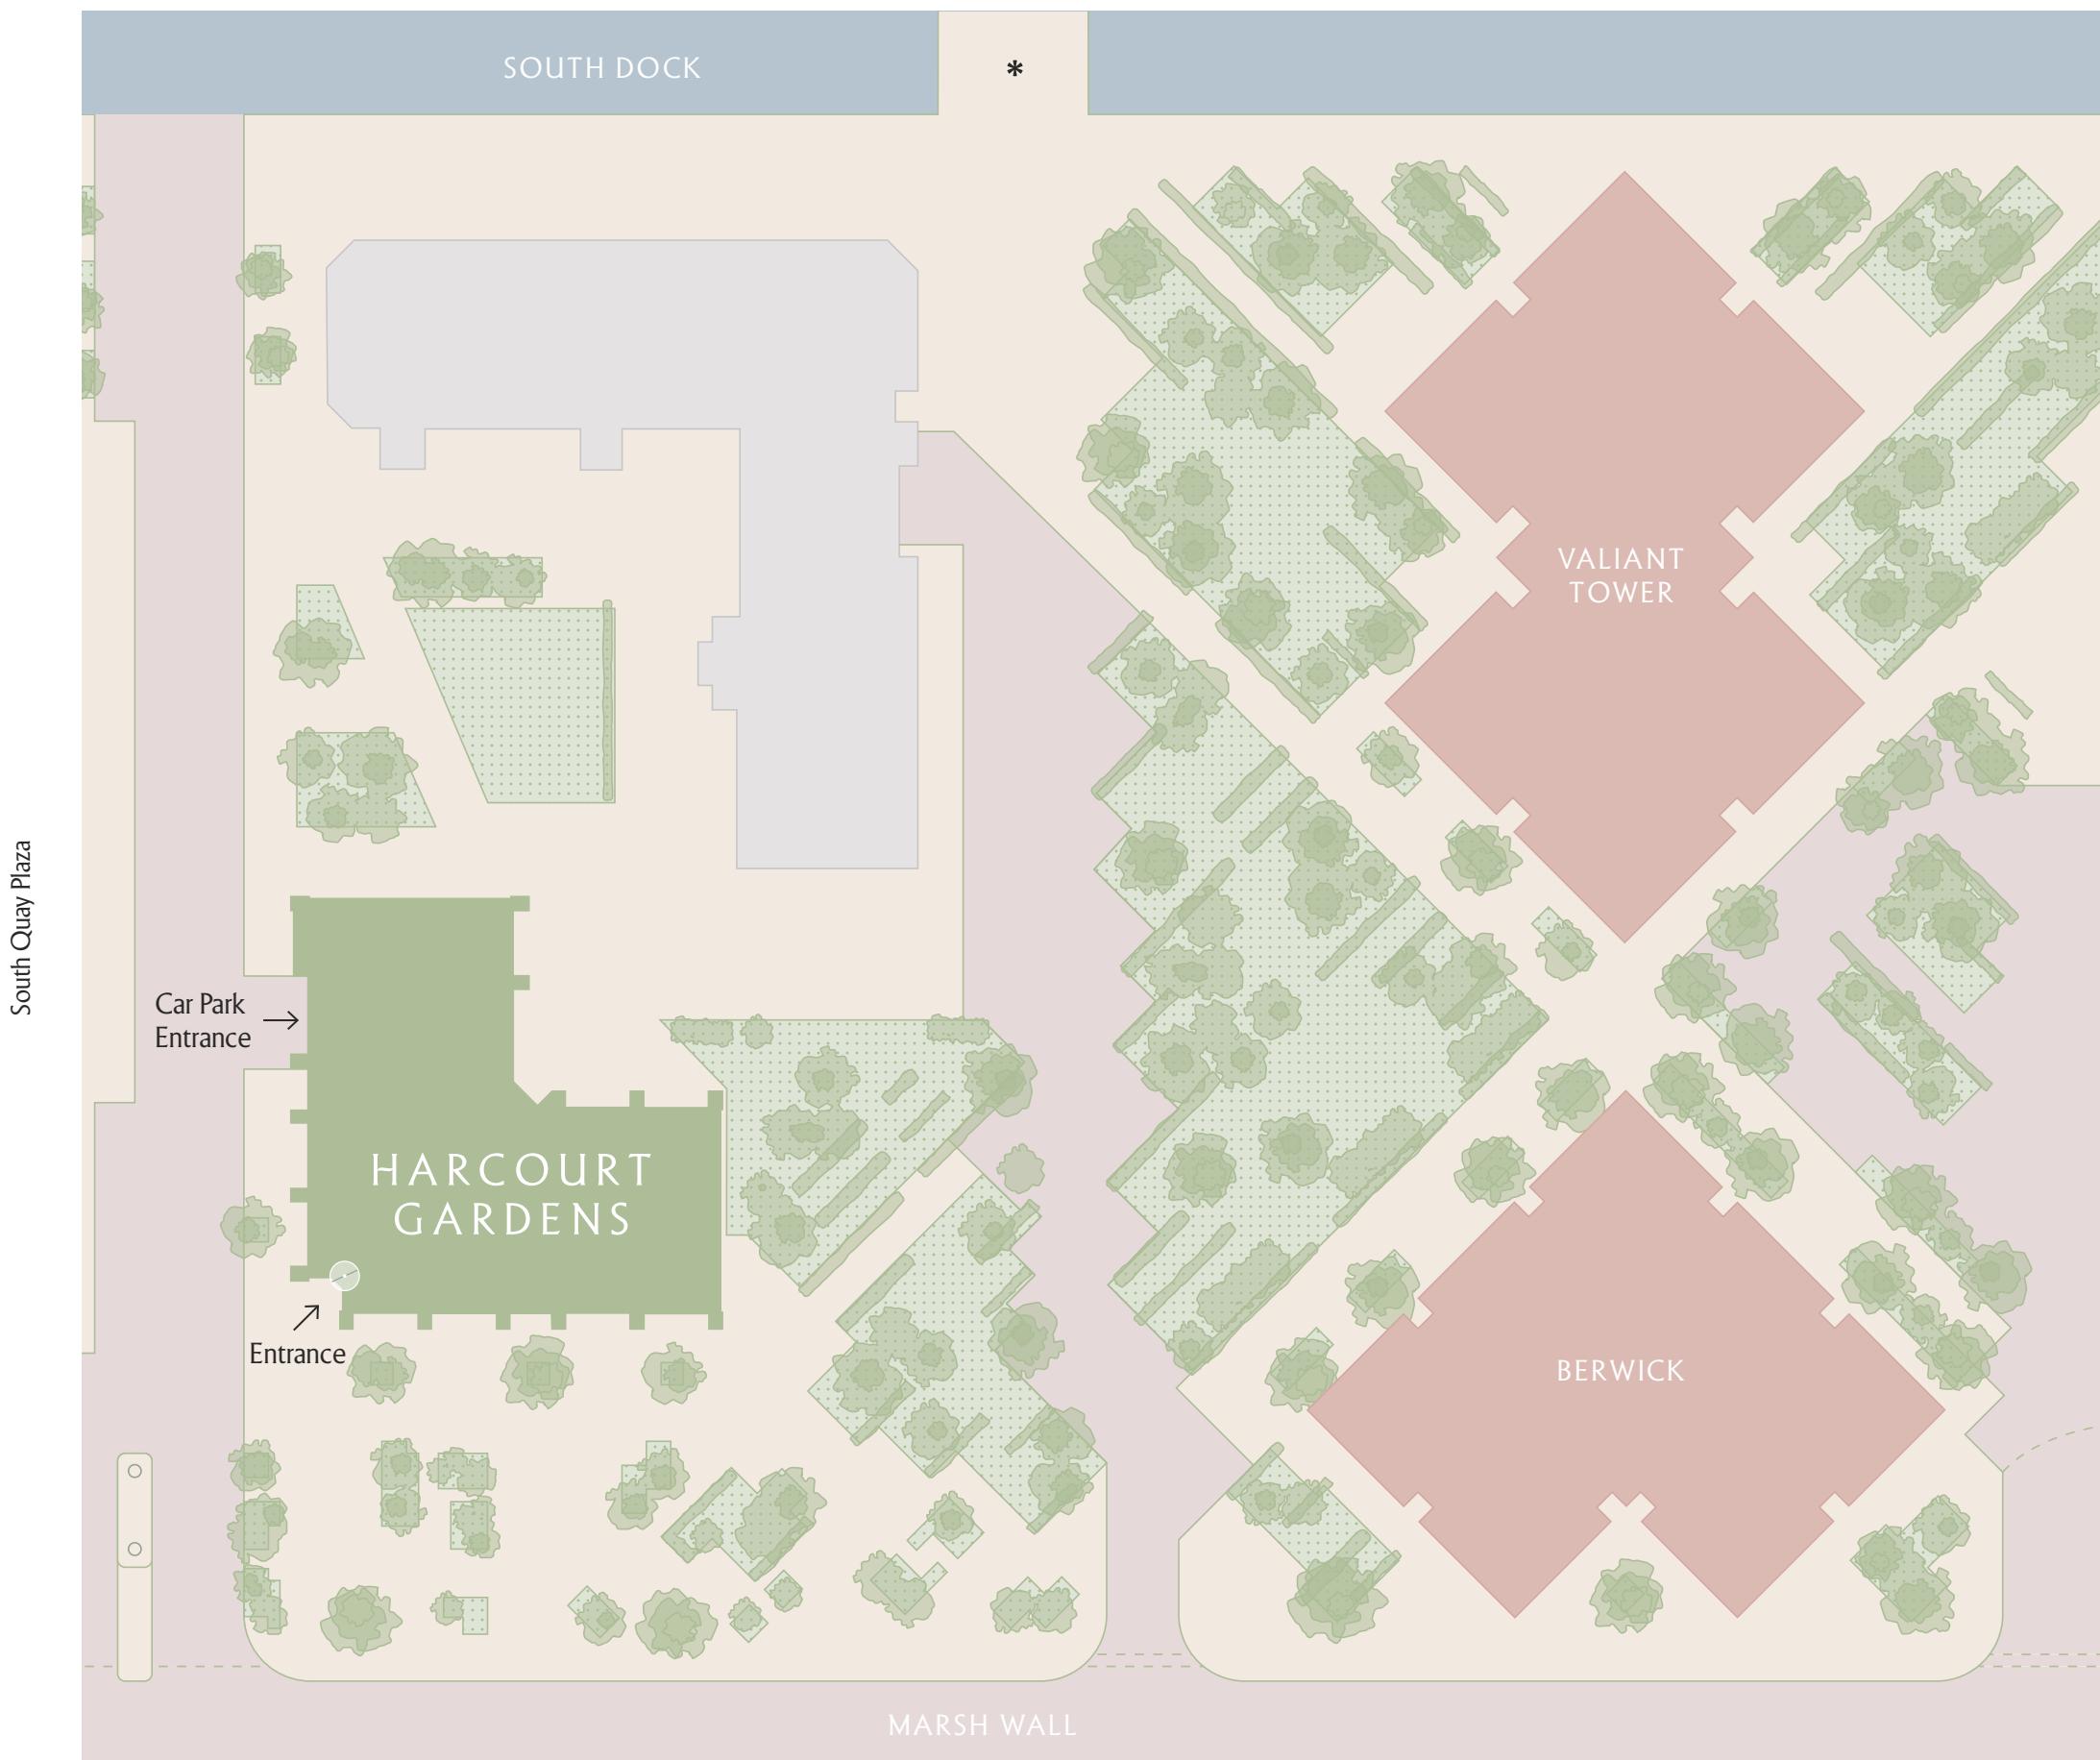 SOUTH DOCK
*
VALIANT
TOWER
South Quay Plaza
Car Park
Entrance
HARCOURT
GARDENS
Entrance
BERWICK
MARSH WALL